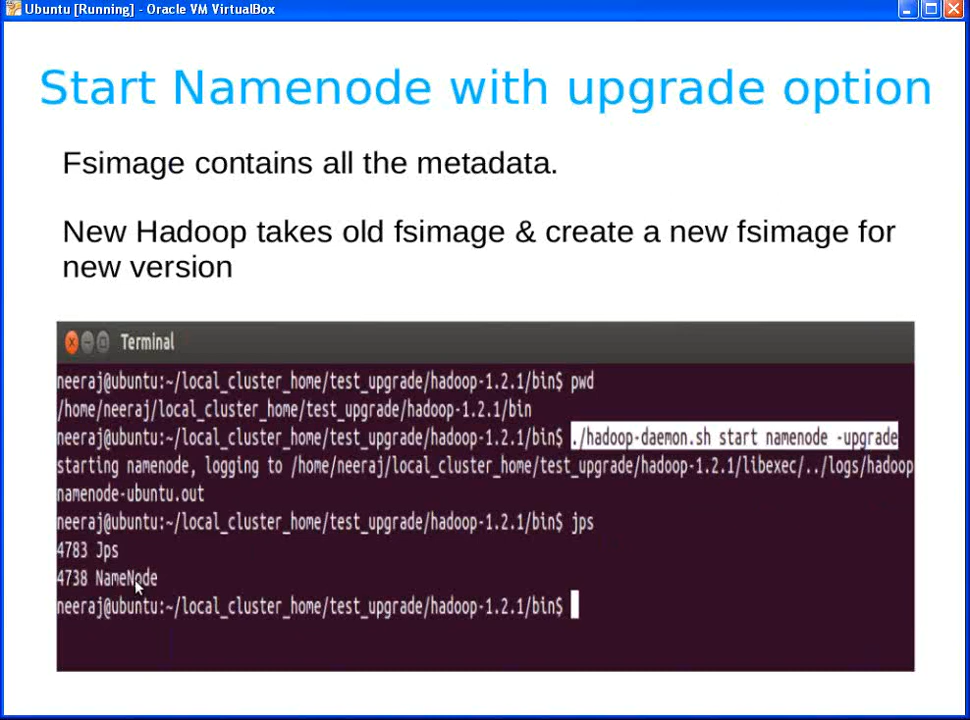 Ubuntu [Running] - Oracle VM VirtualBox
Start Namenode with upgrade option
Fsimage contains all the metadata.
New Hadoop takes old fsimage & create a new fsimage for
new version
Terminal
neeraj@ubuntu:~/local_cluster_home/test_upgrade/hadoop-1.2.1/bin$ pwd
/home/neeraj/local_cluster_home/test_upgrade/hadoop-1.2.1/bin
neeraj@ubuntu:~/local_cluster_home/test_upgrade/hadoop-1.2.1/bin$ ./hadoop-daemon.sh start namenode -upgrade
starting namenode, logging to /home/neeraj/local_cluster_home/test_upgrade/hadoop-1.2.1/libexec/../logs/hadoop
namenode-ubuntu.out
neeraj@ubuntu:~/local_cluster_home/test_upgrade/hadoop-1.2.1/bin$ jps
4783 Jps
4738 NameNode
neeraj@ubuntu:~/local_cluster_home/test_upgrade/hadoop-1.2.1/bin$